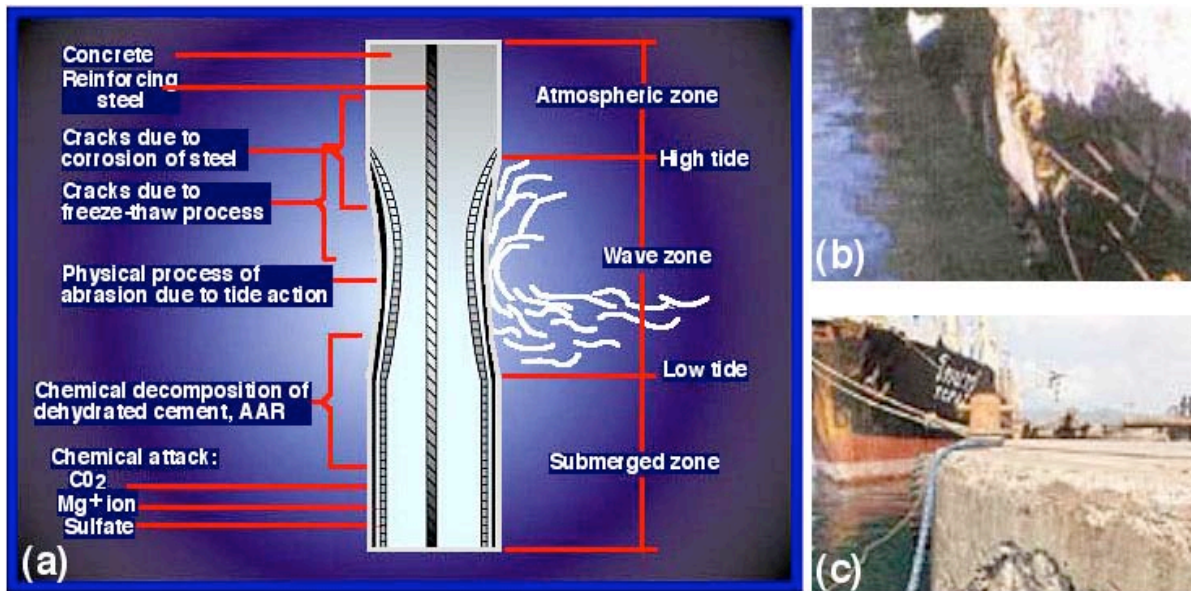 Concrete
Reinforcing
steel
Cracks due to
corrosion of steel
Cracks due to
freeze-thaw process
Physical process of
abrasion due to tide action
Chemical decomposition of
dehydrated cement, AAR
Chemical attack:
CO2
Mg+ ion
Sulfate
(a)
Atmospheric zone
High tide
Wave zone
Low tide
Submerged zone
(b)
(c)